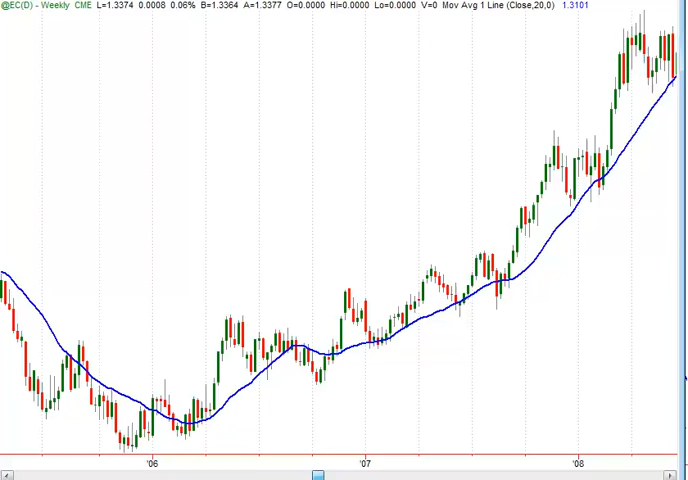 @EC(D) - Weekly CME L=1.3374 0.0008 0.06% B=1.3364 A=1.3377 O=0.0000 Hi=0.0000 Lo=0.0000 V=0 Mov Avg 1 Line (Close,20,0) 1.3101
'06 '07 '08